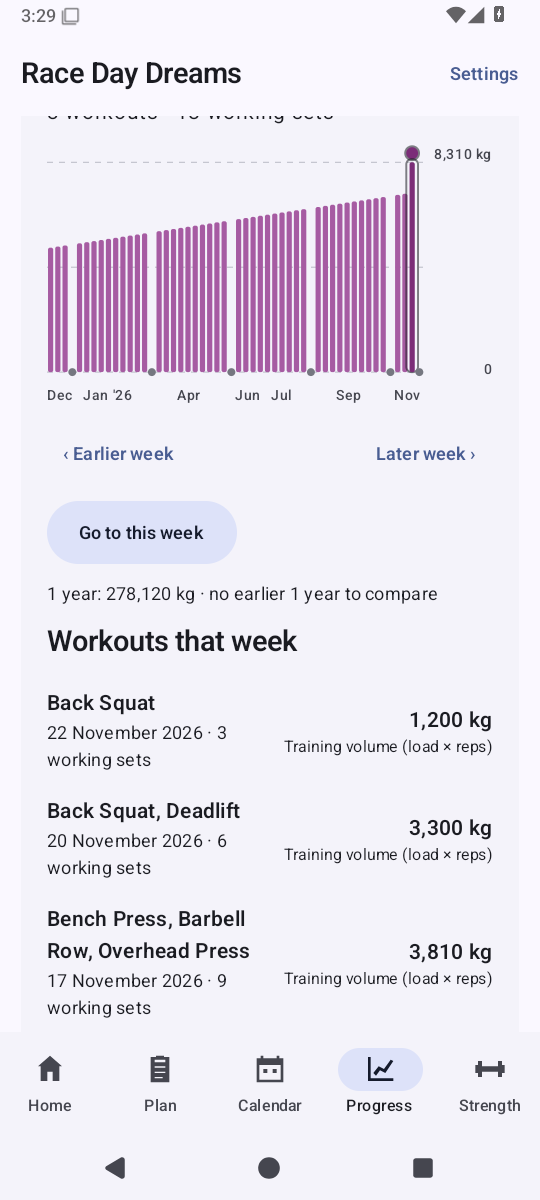 3:29
Race Day Dreams
Settings
8,310 kg
0
Dec Jan '26 Apr Jun Jul Sep Nov
‹ Earlier week
Later week ›
Go to this week
1 year: 278,120 kg · no earlier 1 year to compare
Workouts that week
Back Squat
22 November 2026 · 3
working sets
1,200 kg
Training volume (load × reps)
Back Squat, Deadlift
20 November 2026 · 6
working sets
3,300 kg
Training volume (load × reps)
Bench Press, Barbell
Row, Overhead Press
17 November 2026 · 9
working sets
3,810 kg
Training volume (load × reps)
Home
Plan
Calendar
Progress
Strength